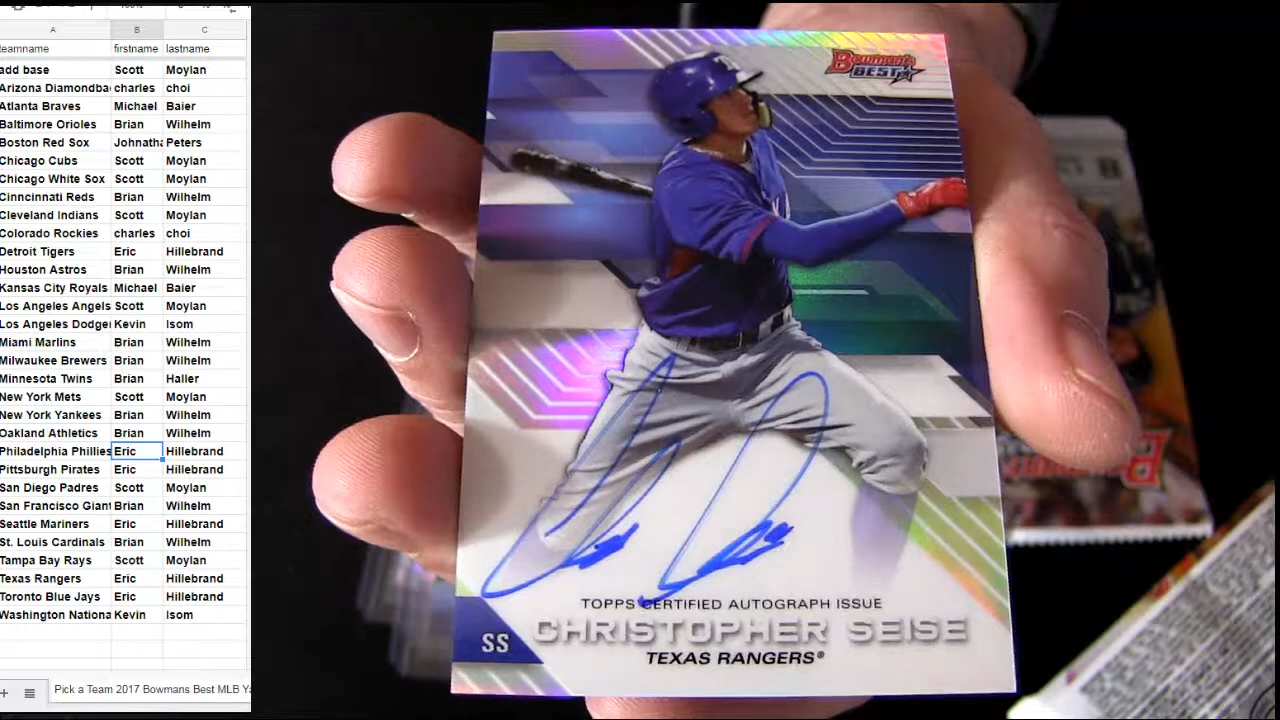 A B C
teamname firstname lastname
add base Scott Moylan
Arizona Diamondba charles choi
Atlanta Braves Michael Baier
Baltimore Orioles Brian Wilhelm
Boston Red Sox Johnatha Peters
Chicago Cubs Scott Moylan
Chicago White Sox Scott Moylan
Cinncinnati Reds Brian Wilhelm
Cleveland Indians Scott Moylan
Colorado Rockies charles choi
Detroit Tigers Eric Hillebrand
Houston Astros Brian Wilhelm
Kansas City Royals Michael Baier
Los Angeles Angels Scott Moylan
Los Angeles Dodger Kevin Isom
Miami Marlins Brian Wilhelm
Milwaukee Brewers Brian Wilhelm
Minnesota Twins Brian Haller
New York Mets Scott Moylan
New York Yankees Brian Wilhelm
Oakland Athletics Brian Wilhelm
Philadelphia Phillies Eric Hillebrand
Pittsburgh Pirates Eric Hillebrand
San Diego Padres Scott Moylan
San Francisco Giant Brian Wilhelm
Seattle Mariners Eric Hillebrand
St. Louis Cardinals Brian Wilhelm
Tampa Bay Rays Scott Moylan
Texas Rangers Eric Hillebrand
Toronto Blue Jays Eric Hillebrand
Washington Nationa Kevin Isom
Pick a Team 2017 Bowmans Best MLB Ya
BOWMAN'S
BEST
TOPPS CERTIFIED AUTOGRAPH ISSUE
SS CHRISTOPHER SEISE
TEXAS RANGERS®